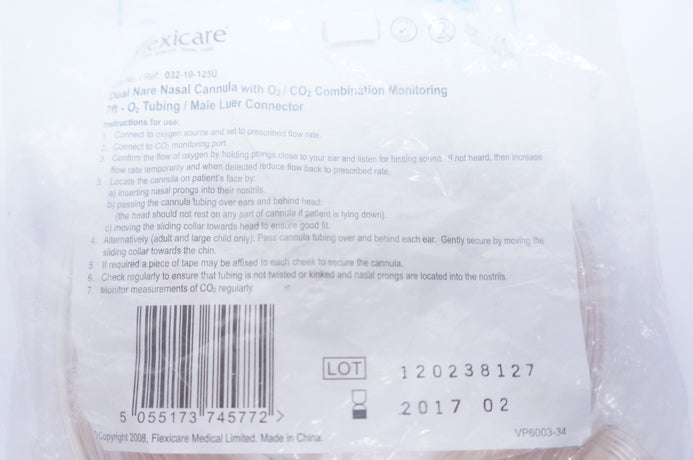 flexicare®
/ Ref: 032-10-125U
Dual Nare Nasal Cannula with O₂ / CO₂ Combination Monitoring
7ft - O₂ Tubing / Male Luer Connector
Instructions for use:
1. Connect to oxygen source and set to prescribed flow rate.
2. Connect to CO₂ monitoring port.
3. Confirm the flow of oxygen by holding prongs close to your ear and listen for hissing sound. If not heard, then increase
flow rate temporarily and when detected reduce flow back to prescribed rate.
3. Locate the cannula on patient's face by:
a) inserting nasal prongs into their nostrils.
b) passing the cannula tubing over ears and behind head:
(the head should not rest on any part of cannula if patient is lying down).
c) moving the sliding collar towards head to ensure good fit.
4. Alternatively (adult and large child only): Pass cannula tubing over and behind each ear. Gently secure by moving the
sliding collar towards the chin.
5. If required a piece of tape may be affixed to each cheek to secure the cannula.
6. Check regularly to ensure that tubing is not twisted or kinked and nasal prongs are located into the nostrils.
7. Monitor measurements of CO₂ regularly.
LOT 120238127
2017 02
5 055173 745772 >
Copyright 2008, Flexicare Medical Limited. Made in China.
VP6003-34